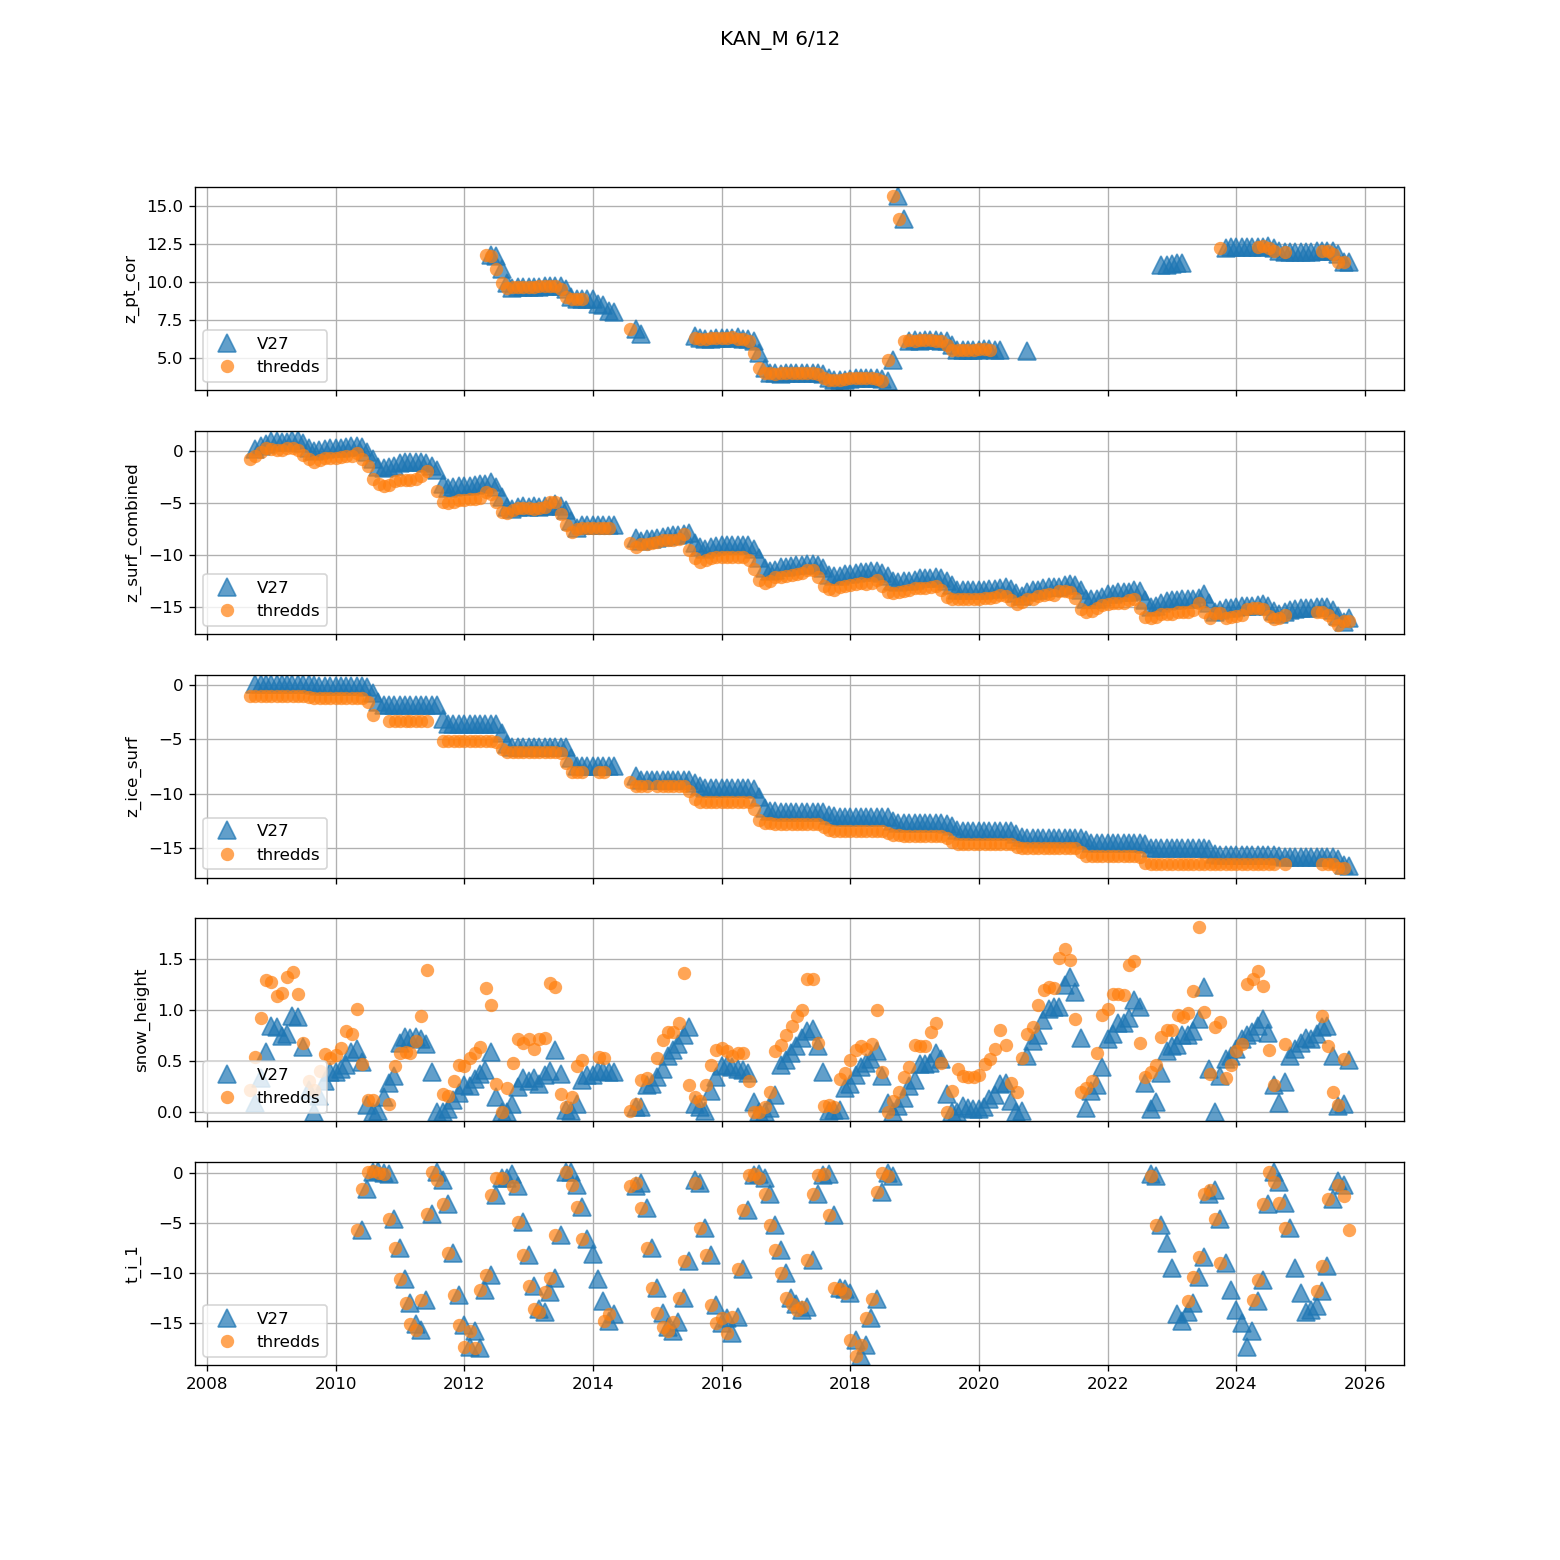 KAN_M 6/12
15.0
12.5
10.0
7.5
5.0
z_pt_cor
V27
thredds
0
−5
−10
−15
z_surf_combined
V27
thredds
0
−5
−10
−15
z_ice_surf
V27
thredds
1.5
1.0
0.5
0.0
snow_height
V27
thredds
0
−5
−10
−15
t_i_1
V27
thredds
2008 2010 2012 2014 2016 2018 2020 2022 2024 2026